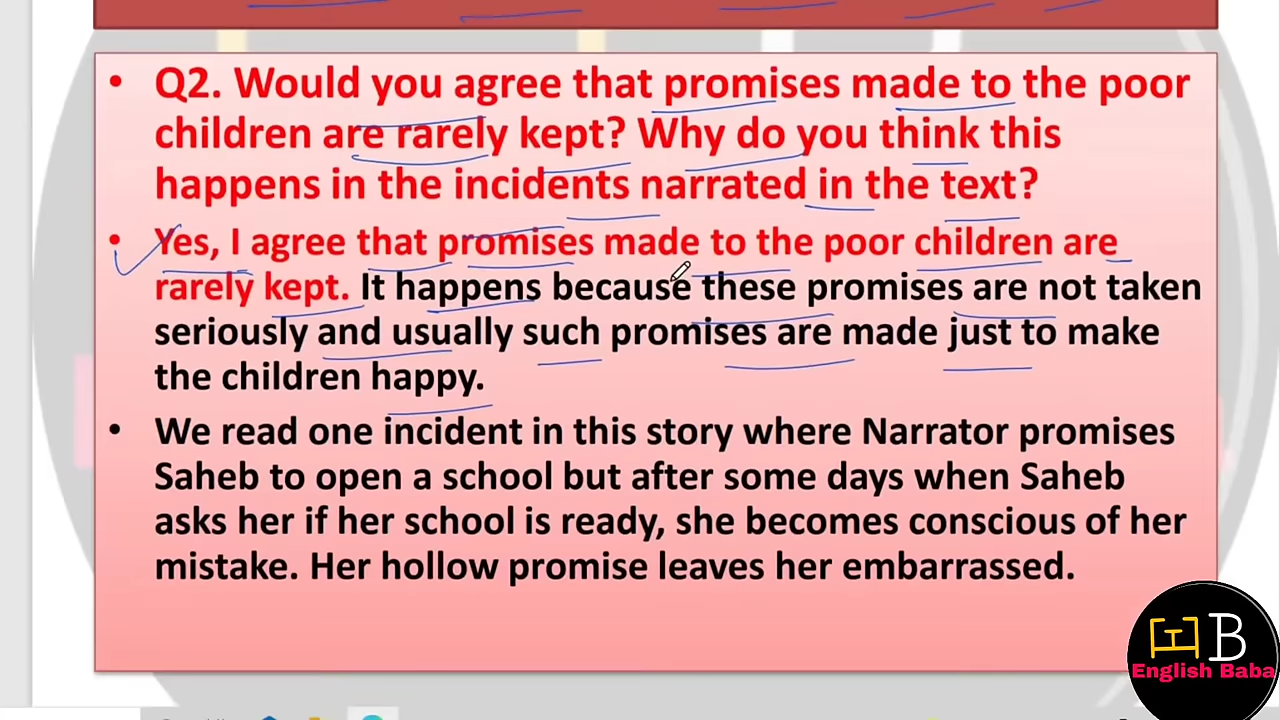 • Q2. Would you agree that promises made to the poor
children are rarely kept? Why do you think this
happens in the incidents narrated in the text?
• Yes, I agree that promises made to the poor children are
rarely kept. It happens because these promises are not taken
seriously and usually such promises are made just to make
the children happy.
• We read one incident in this story where Narrator promises
Saheb to open a school but after some days when Saheb
asks her if her school is ready, she becomes conscious of her
mistake. Her hollow promise leaves her embarrassed.
B
English Baba